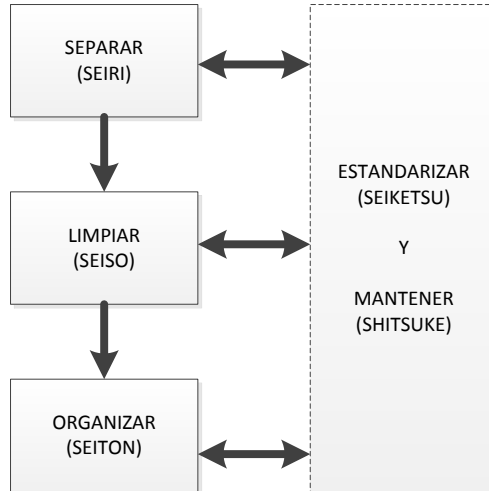 SEPARAR
(SEIRI)
LIMPIAR
(SEISO)
ORGANIZAR
(SEITON)
ESTANDARIZAR
(SEIKETSU)
Y
MANTENER
(SHITSUKE)